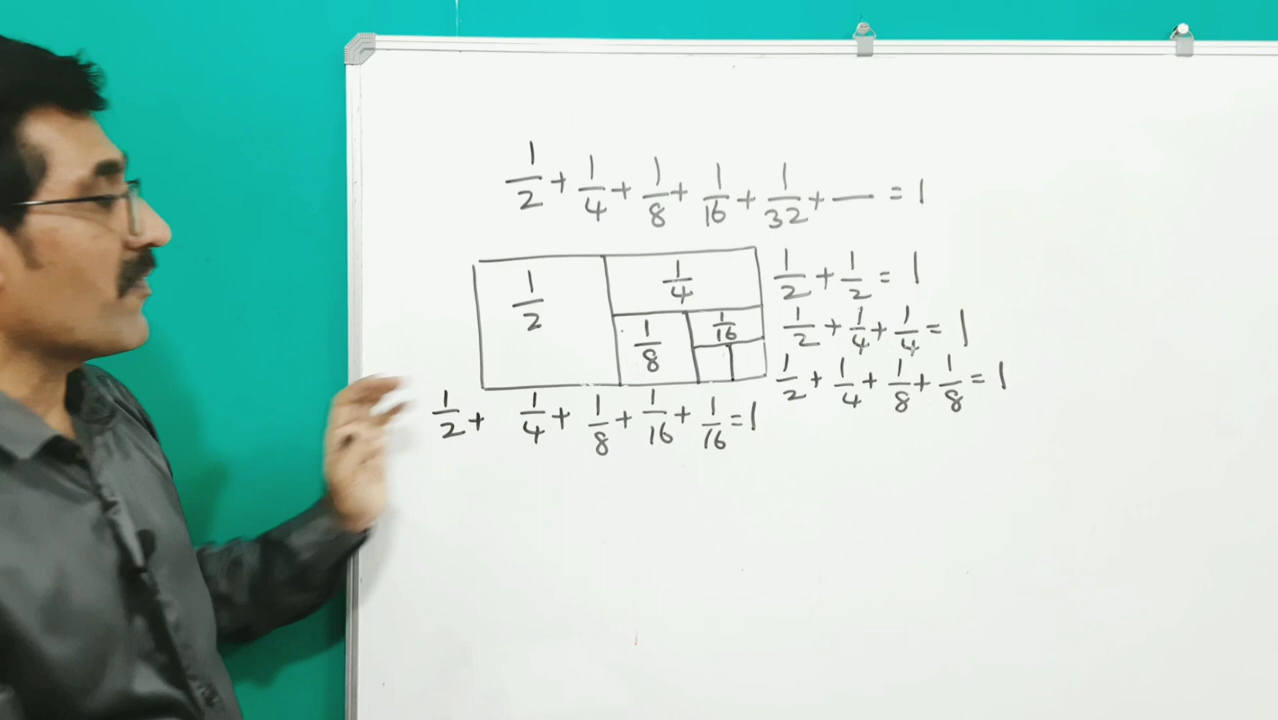 1/2 + 1/4 + 1/8 + 1/16 + 1/32 + — = 1
1/2 1/4
1/8 1/16
1/2 + 1/2 = 1
1/2 + 1/4 + 1/4 = 1
1/2 + 1/4 + 1/8 + 1/8 = 1
1/2 + 1/4 + 1/8 + 1/16 + 1/16 = 1